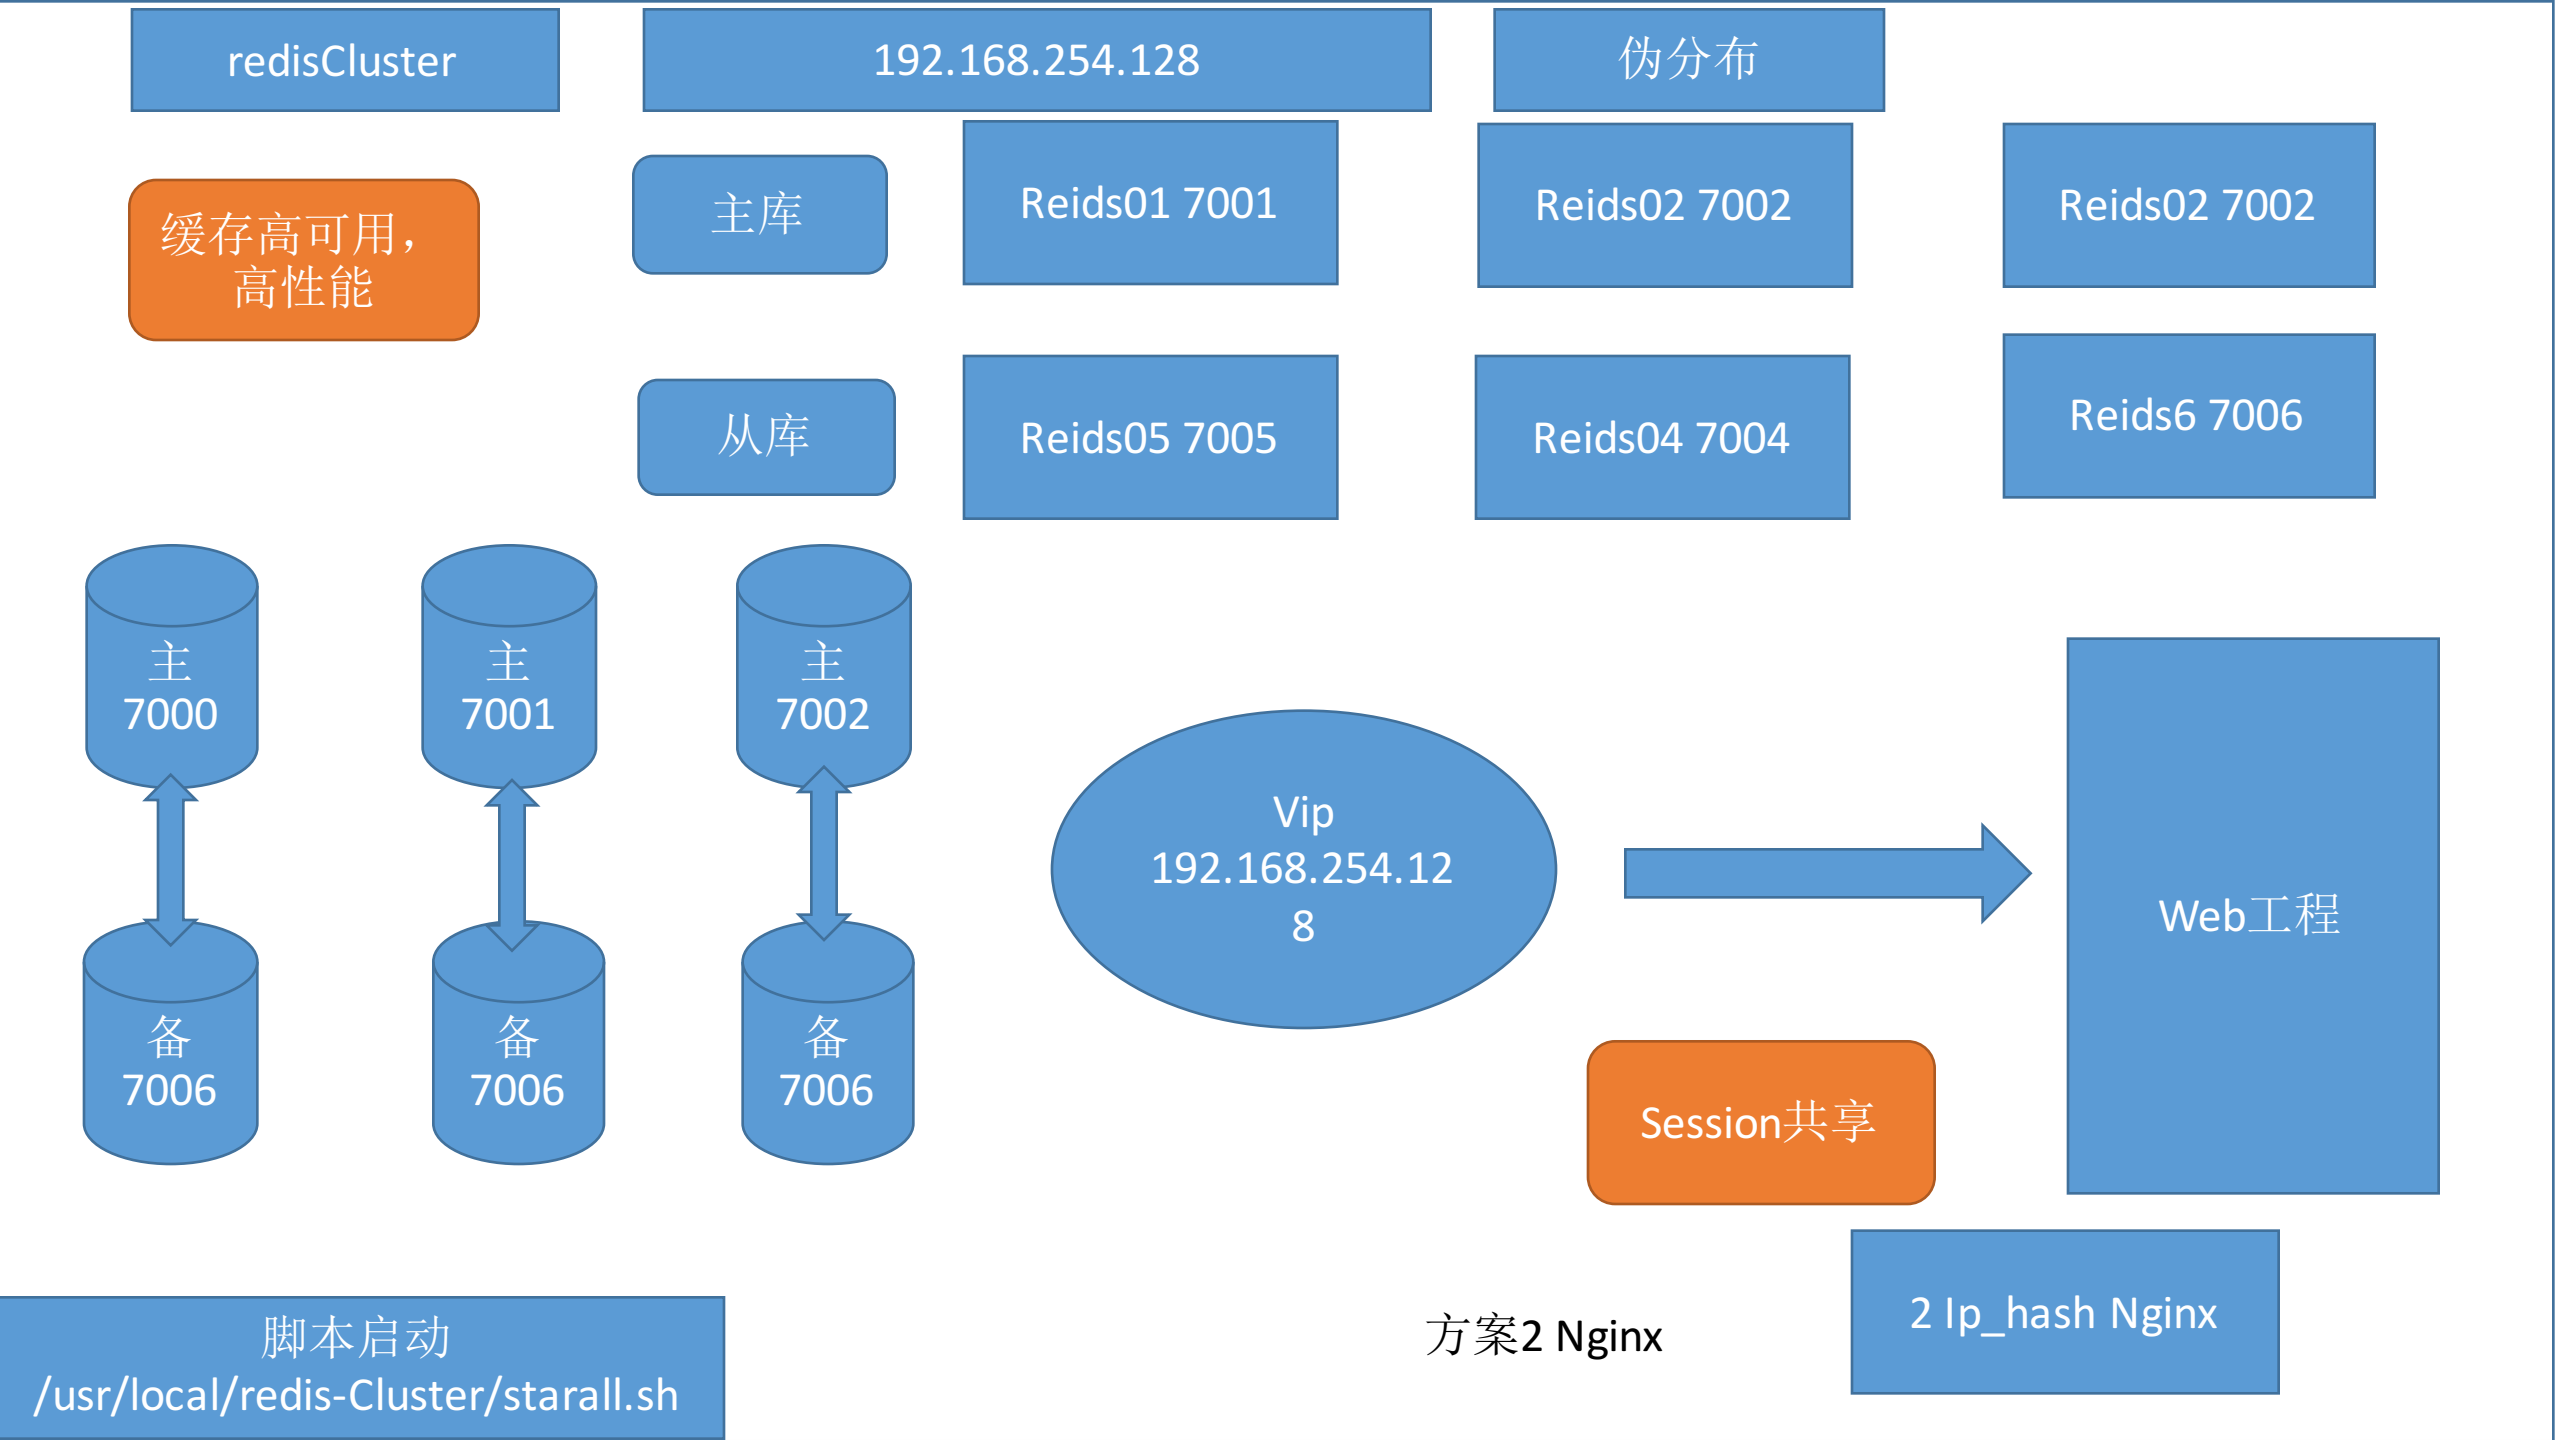 redisCluster
192.168.254.128
伪分布
缓存高可用，
高性能
主库
Reids01 7001
Reids02 7002
Reids02 7002
从库
Reids05 7005
Reids04 7004
Reids6 7006
主
7000
主
7001
主
7002
备
7006
备
7006
备
7006
Vip
192.168.254.12
8
Web工程
Session共享
2 Ip_hash Nginx
方案2 Nginx
脚本启动
/usr/local/redis-Cluster/starall.sh